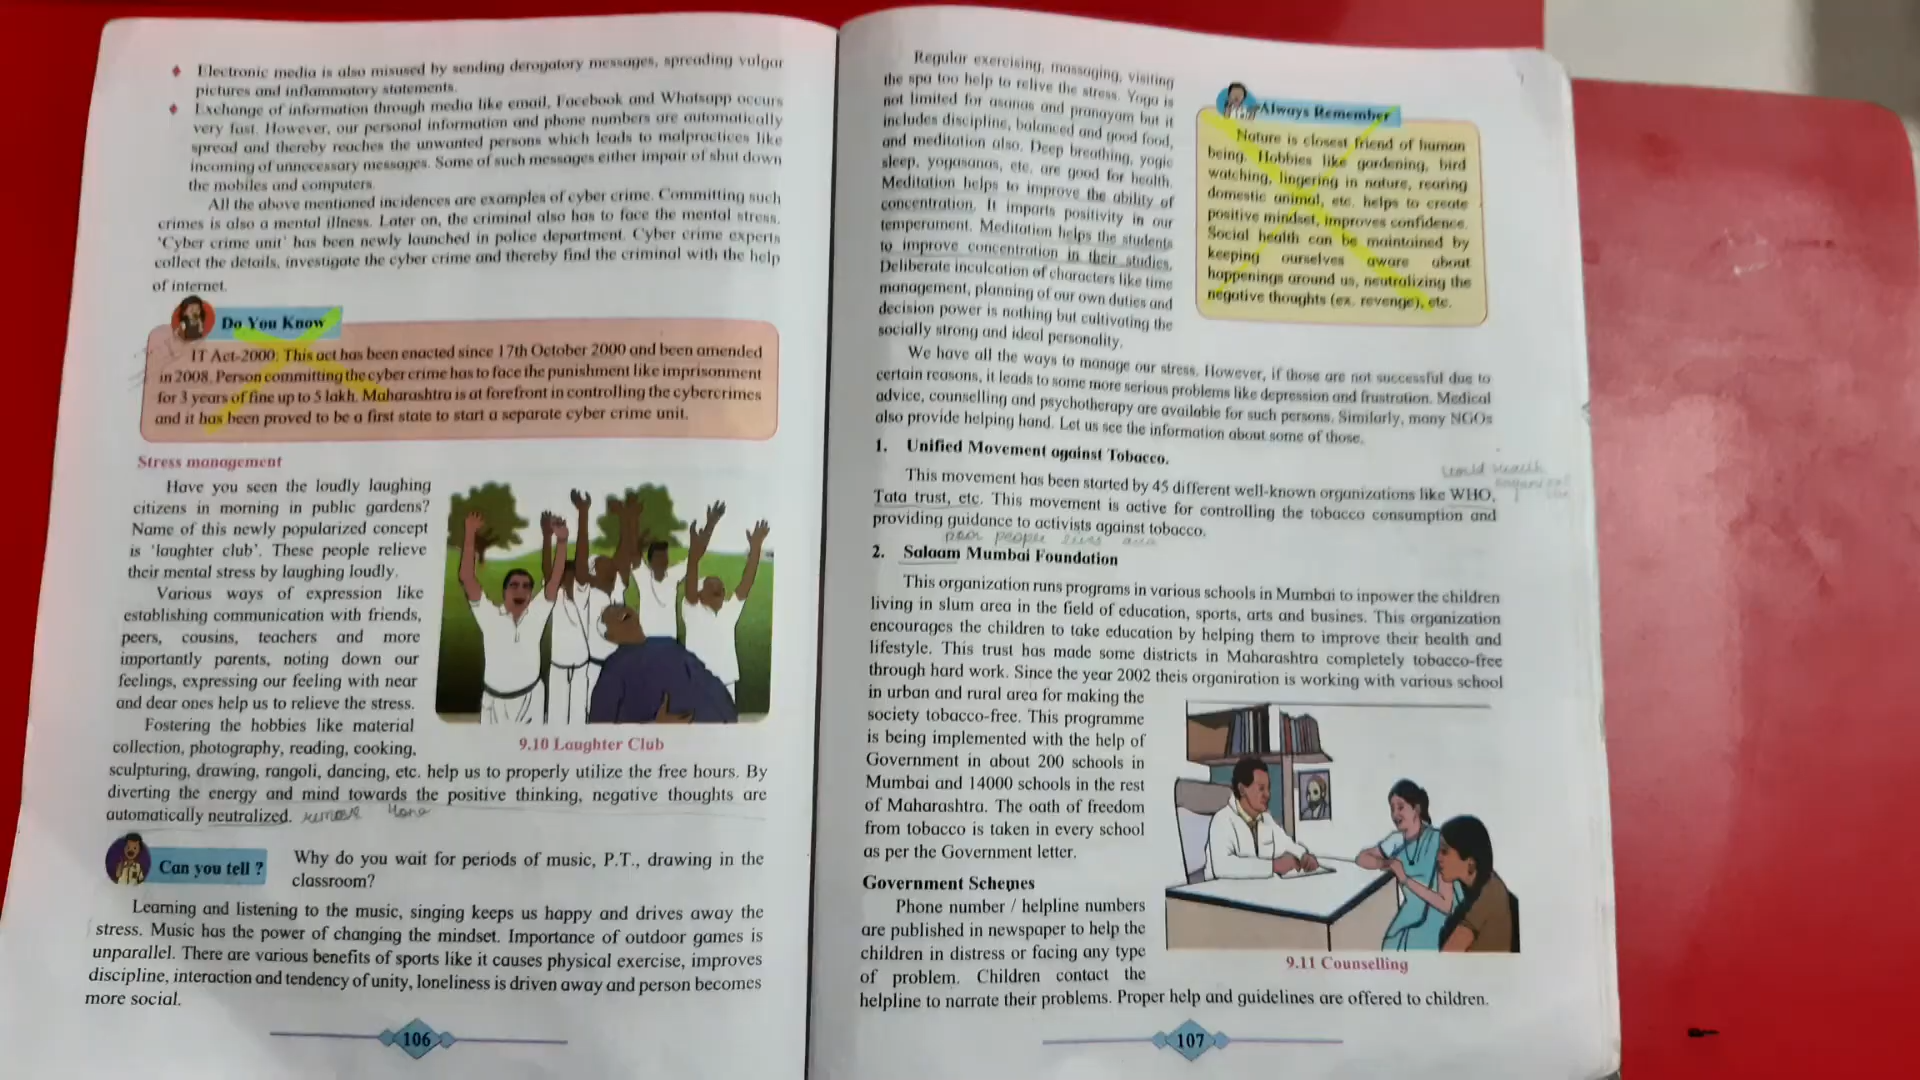 ♦ Electronic media is also misused by sending derogatory messages, spreading vulgar
pictures and inflammatory statements.
♦ Exchange of information through media like email, Facebook and Whatsapp occurs
very fast. However, our personal information and phone numbers are automatically
spread and thereby reaches the unwanted persons which leads to malpractices like
incoming of unnecessary messages. Some of such messages either impair of shut down
the mobiles and computers.
All the above mentioned incidences are examples of cyber crime. Committing such
crimes is also a mental illness. Later on, the criminal also has to face the mental stress.
'Cyber crime unit' has been newly launched in police department. Cyber crime experts
collect the details, investigate the cyber crime and thereby find the criminal with the help
of internet.
Do You Know
IT Act-2000: This act has been enacted since 17th October 2000 and been amended
in 2008. Person committing the cyber crime has to face the punishment like imprisonment
for 3 years of fine up to 5 lakh. Maharashtra is at forefront in controlling the cybercrimes
and it has been proved to be a first state to start a separate cyber crime unit.
Stress management
Have you seen the loudly laughing
citizens in morning in public gardens?
Name of this newly popularized concept
is 'laughter club'. These people relieve
their mental stress by laughing loudly.
Various ways of expression like
establishing communication with friends,
peers, cousins, teachers and more
importantly parents, noting down our
feelings, expressing our feeling with near
and dear ones help us to relieve the stress.
Fostering the hobbies like material
collection, photography, reading, cooking,
9.10 Laughter Club
sculpturing, drawing, rangoli, dancing, etc. help us to properly utilize the free hours. By
diverting the energy and mind towards the positive thinking, negative thoughts are
automatically neutralized. remove
Can you tell ?
Why do you wait for periods of music, P.T., drawing in the
classroom?
Learning and listening to the music, singing keeps us happy and drives away the
stress. Music has the power of changing the mindset. Importance of outdoor games is
unparallel. There are various benefits of sports like it causes physical exercise, improves
discipline, interaction and tendency of unity, loneliness is driven away and person becomes
more social.
106
Regular exercising, massaging, visiting
the spa too help to relive the stress. Yoga is
not limited for asanas and pranayam but it
includes discipline, balanced and good food,
and meditation also. Deep breathing, yogic
sleep, yogasanas, etc. are good for health.
Meditation helps to improve the ability of
concentration. It imparts positivity in our
temperament. Meditation helps the students
to improve concentration in their studies.
Deliberate inculcation of characters like time
management, planning of our own duties and
decision power is nothing but cultivating the
socially strong and ideal personality.
Always Remember
Nature is closest friend of human
being. Hobbies like gardening, bird
watching, lingering in nature, rearing
domestic animal, etc. helps to create
positive mindset, improves confidence.
Social health can be maintained by
keeping ourselves aware about
happenings around us, neutralizing the
negative thoughts (ex. revenge), etc.
We have all the ways to manage our stress. However, if those are not successful due to
certain reasons, it leads to some more serious problems like depression and frustration. Medical
advice, counselling and psychotherapy are available for such persons. Similarly, many NGOs
also provide helping hand. Let us see the information about some of those.
1. Unified Movement against Tobacco.
This movement has been started by 45 different well-known organizations like WHO,
Tata trust, etc. This movement is active for controlling the tobacco consumption and
providing guidance to activists against tobacco.
poor people lives area
2. Salaam Mumbai Foundation
This organization runs programs in various schools in Mumbai to inpower the children
living in slum area in the field of education, sports, arts and busines. This organization
encourages the children to take education by helping them to improve their health and
lifestyle. This trust has made some districts in Maharashtra completely tobacco-free
through hard work. Since the year 2002 theis organiration is working with various school
in urban and rural area for making the
society tobacco-free. This programme
is being implemented with the help of
Government in about 200 schools in
Mumbai and 14000 schools in the rest
of Maharashtra. The oath of freedom
from tobacco is taken in every school
as per the Government letter.
Government Schemes
Phone number / helpline numbers
are published in newspaper to help the
children in distress or facing any type
of problem. Children contact the
9.11 Counselling
helpline to narrate their problems. Proper help and guidelines are offered to children.
107